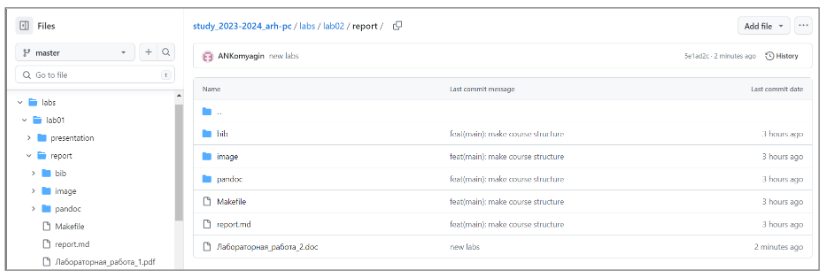 Files
study_2023-2024_arh-pc / labs / lab02 / report /
Add file
master
ANKomyagin new labs
5e1ad2c · 2 minutes ago
History
Go to file
t
Name
Last commit message
Last commit date
labs
..
lab01
bib
feat(main): make course structure
3 hours ago
presentation
image
feat(main): make course structure
3 hours ago
report
pandoc
feat(main): make course structure
3 hours ago
bib
Makefile
feat(main): make course structure
3 hours ago
image
report.md
feat(main): make course structure
3 hours ago
pandoc
Лабораторная_работа_2.doc
new labs
2 minutes ago
Makefile
report.md
Лабораторная_работа_1.pdf